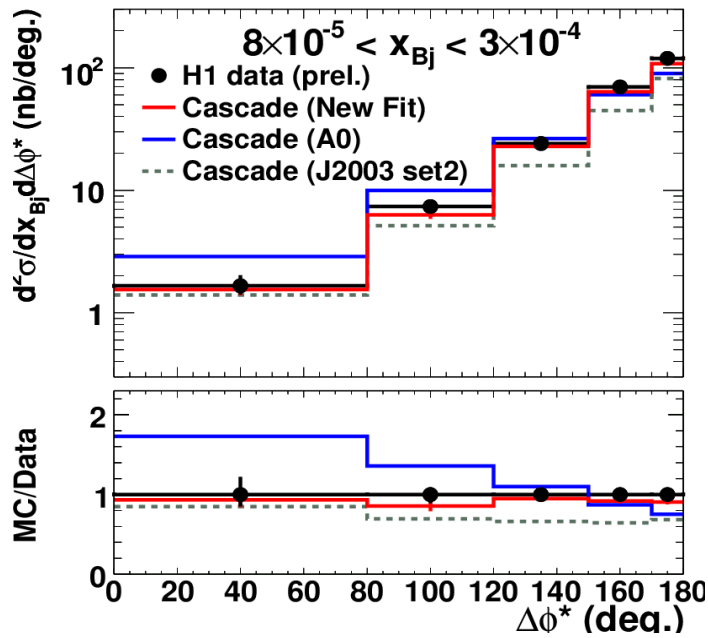 8×10⁻⁵ < x_Bj < 3×10⁻⁴
H1 data (prel.)
Cascade (New Fit)
Cascade (A0)
Cascade (J2003 set2)
d²σ/dx_Bj dΔϕ* (nb/deg.)
10²
10
1
MC/Data
2
1
0
0 20 40 60 80 100 120 140 160 180
Δϕ* (deg.)